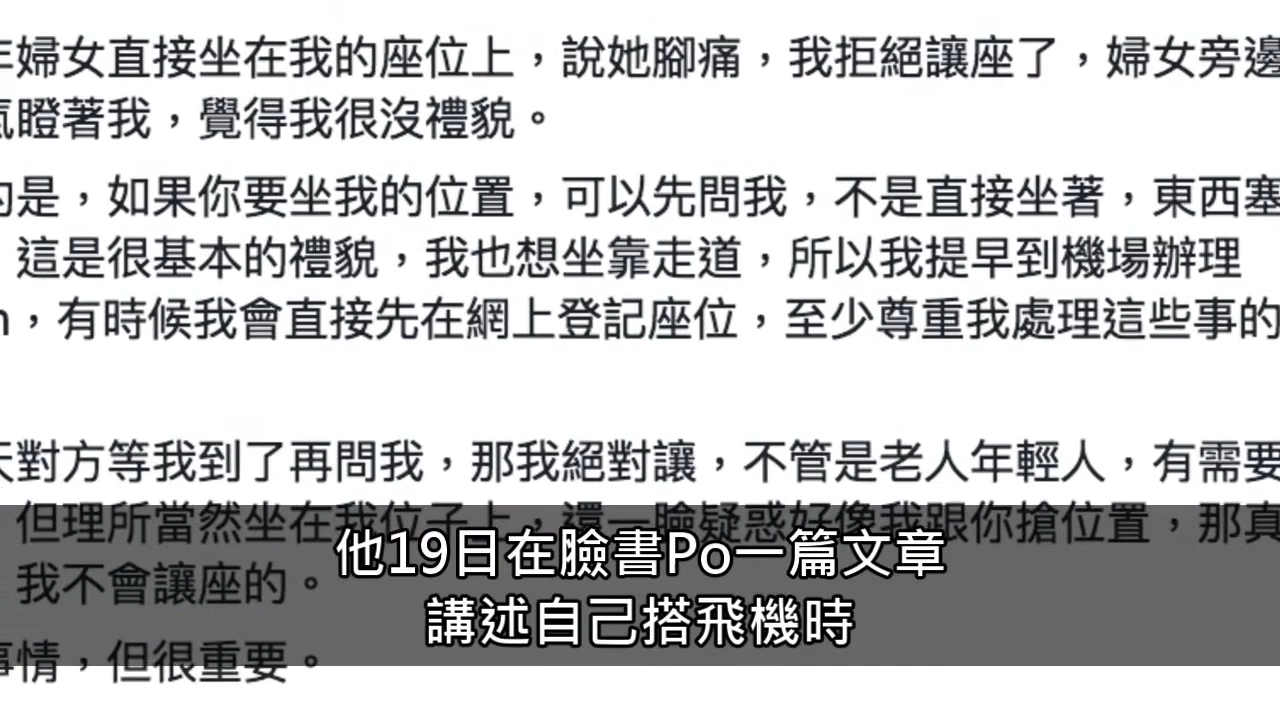 年婦女直接坐在我的座位上，說她腳痛，我拒絕讓座了，婦女旁邊
氣瞪著我，覺得我很沒禮貌。
的是，如果你要坐我的位置，可以先問我，不是直接坐著，東西塞
這是很基本的禮貌，我也想坐靠走道，所以我提早到機場辦理
n，有時候我會直接先在網上登記座位，至少尊重我處理這些事的
天對方等我到了再問我，那我絕對讓，不管是老人年輕人，有需要
但理所當然坐在我位子上，還一臉疑惑好像我跟你搶位置，那真
他19日在臉書Po一篇文章
我不會讓座的。
講述自己搭飛機時
事情，但很重要。